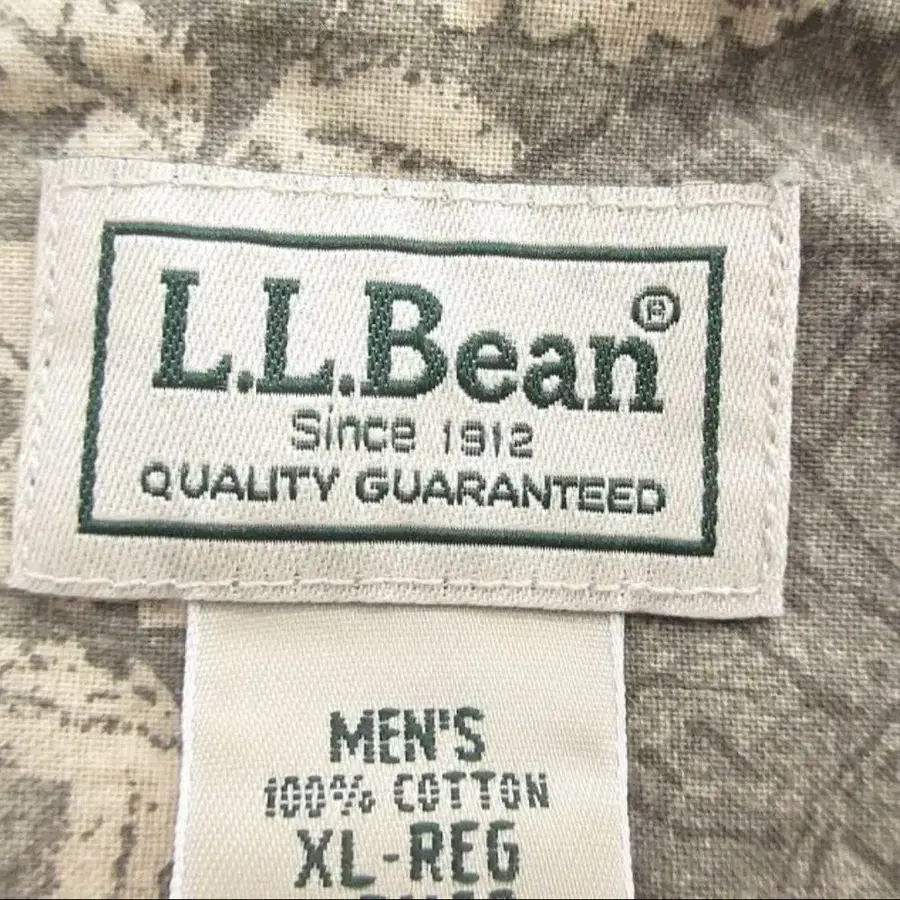 L.L.Bean®
Since 1912
QUALITY GUARANTEED
MEN'S
100% COTTON
XL-REG